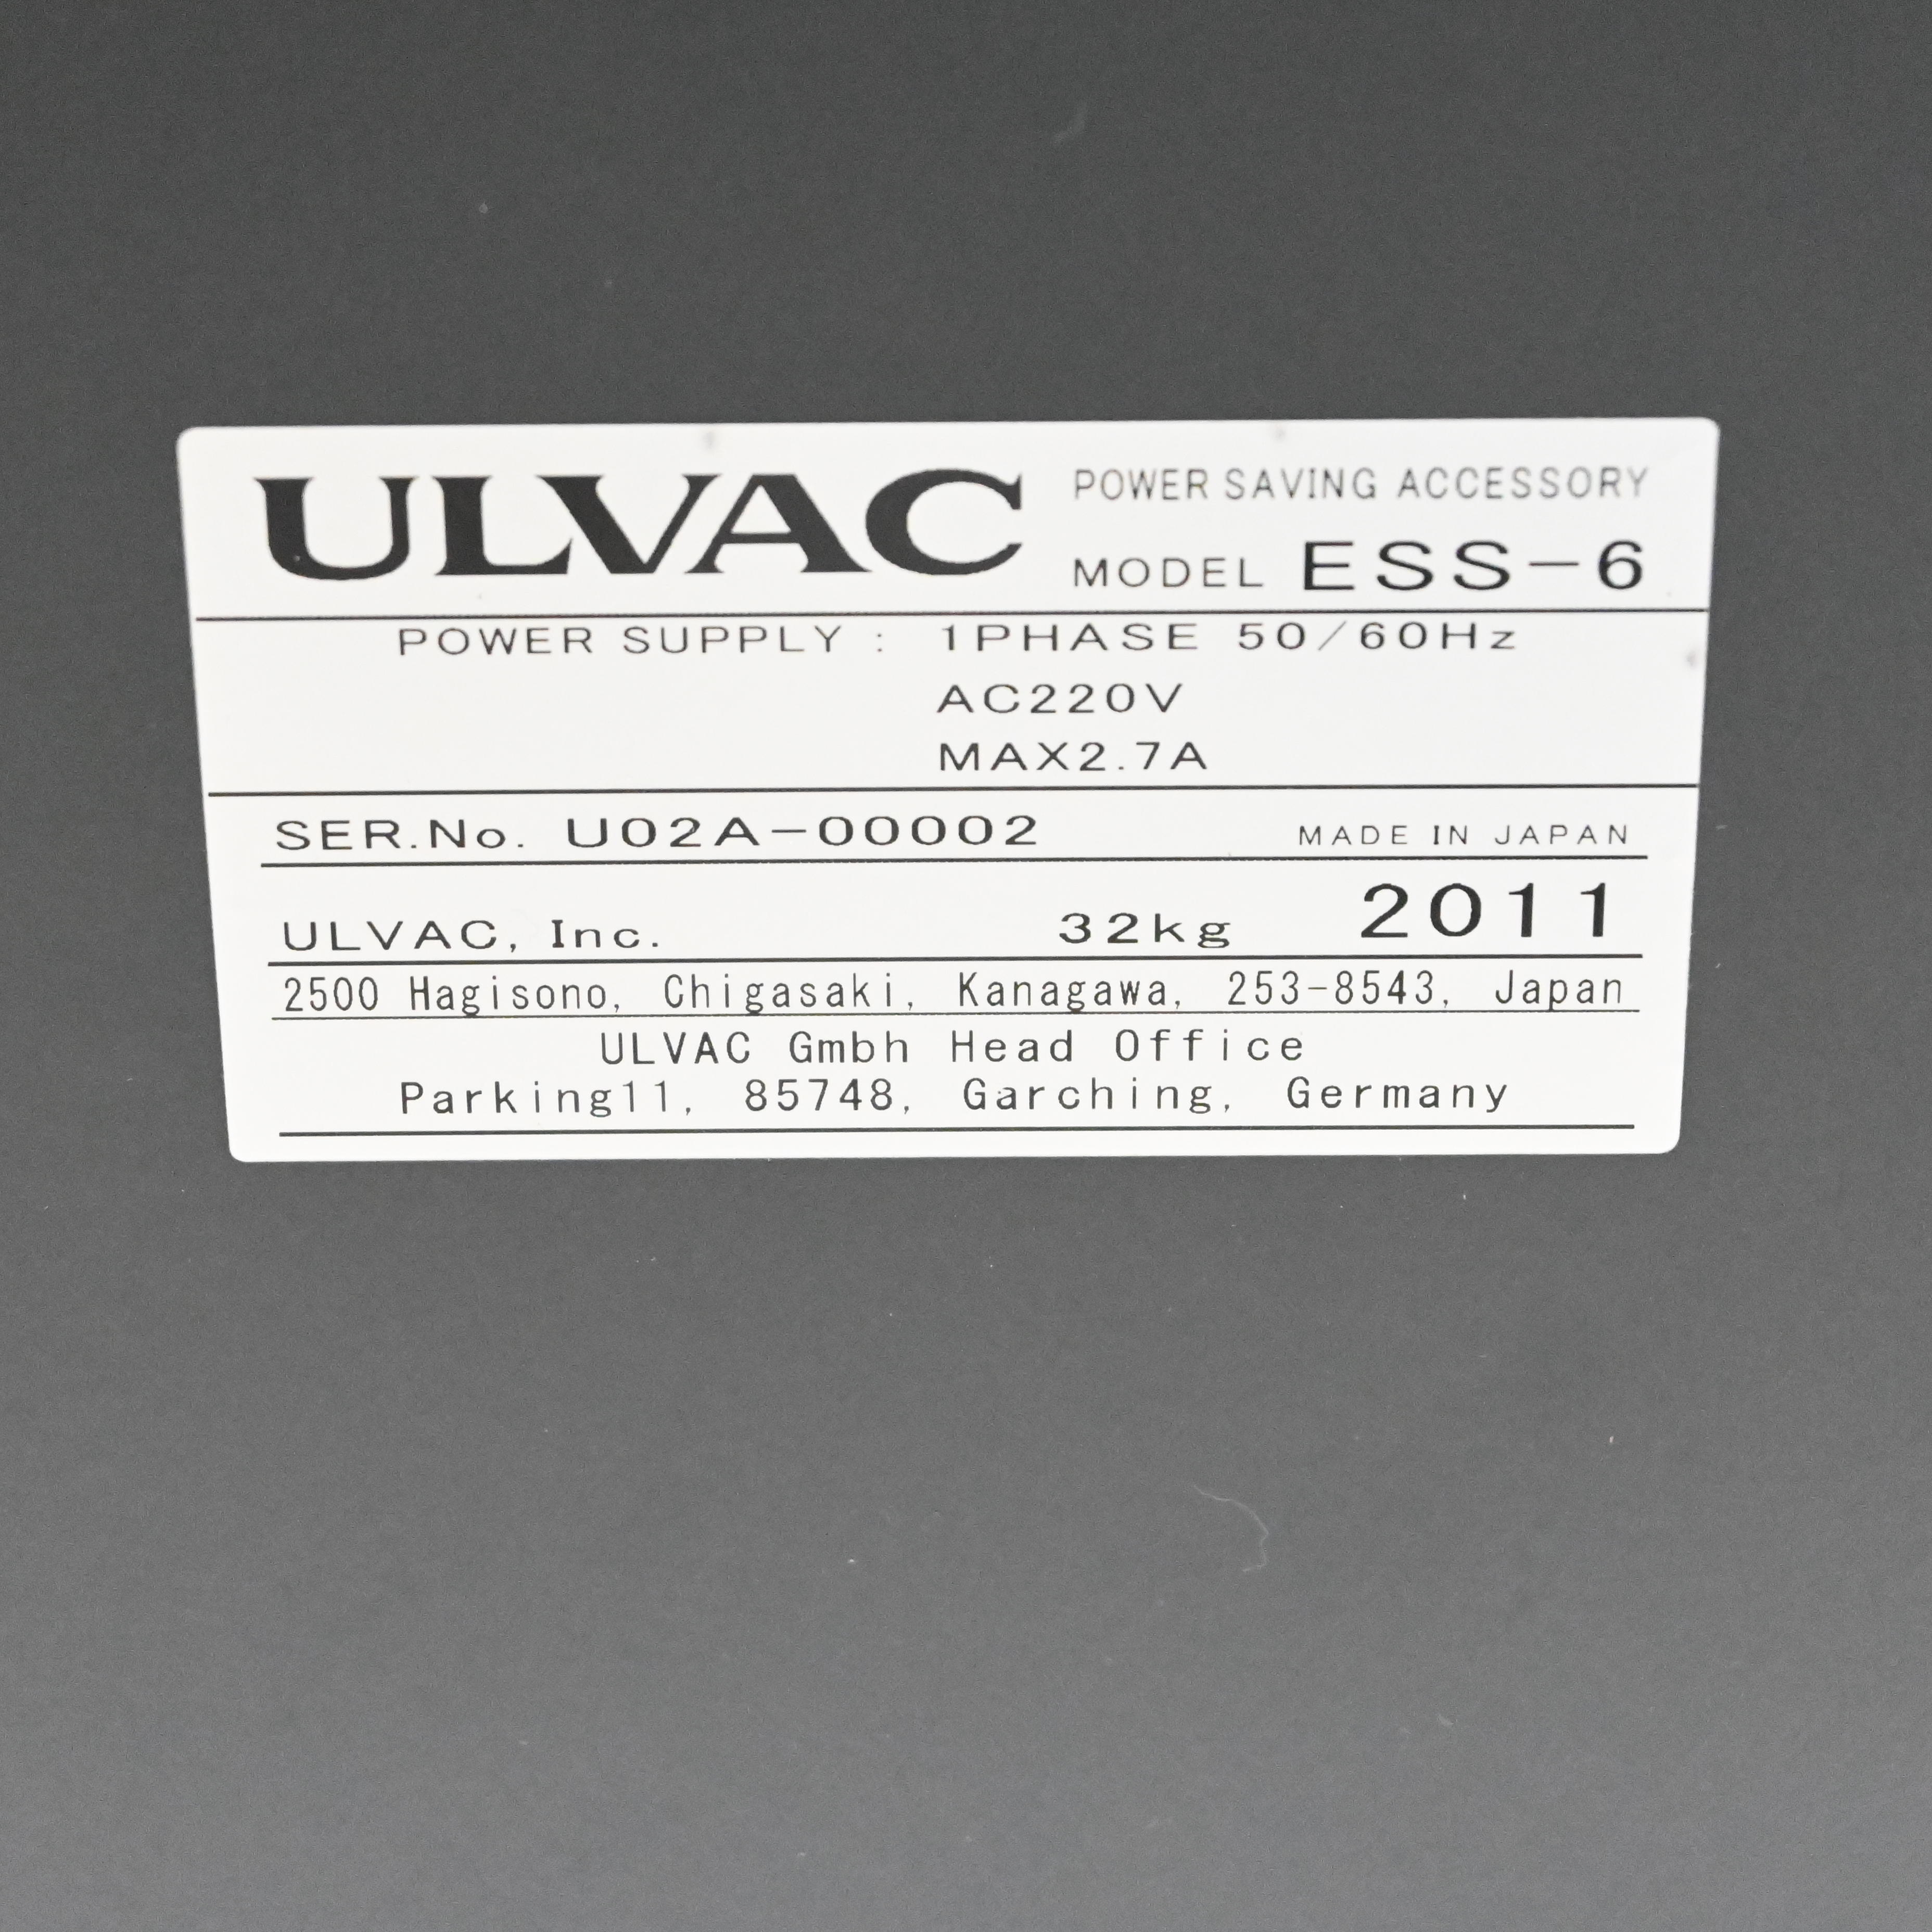 ULVAC
POWER SAVING ACCESSORY
MODEL ESS-6
POWER SUPPLY : 1PHASE 50/60Hz
AC220V
MAX2.7A
SER.No. U02A-00002 MADE IN JAPAN
ULVAC, Inc. 32kg 2011
2500 Hagisono, Chigasaki, Kanagawa, 253-8543, Japan
ULVAC Gmbh Head Office
Parking11, 85748, Garching, Germany